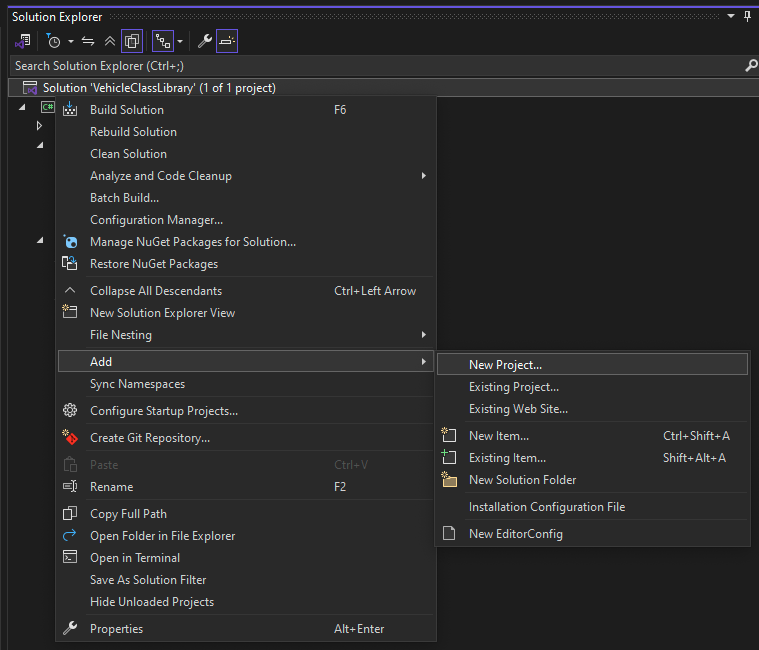 Solution Explorer
Search Solution Explorer (Ctrl+;)
Solution 'VehicleClassLibrary' (1 of 1 project)
C#
Build Solution F6
Rebuild Solution
Clean Solution
Analyze and Code Cleanup
Batch Build...
Configuration Manager...
Manage NuGet Packages for Solution...
Restore NuGet Packages
Collapse All Descendants Ctrl+Left Arrow
New Solution Explorer View
File Nesting
Add
Sync Namespaces
Configure Startup Projects...
Create Git Repository...
Paste Ctrl+V
Rename F2
Copy Full Path
Open Folder in File Explorer
Open in Terminal
Save As Solution Filter
Hide Unloaded Projects
Properties Alt+Enter
New Project...
Existing Project...
Existing Web Site...
New Item... Ctrl+Shift+A
Existing Item... Shift+Alt+A
New Solution Folder
Installation Configuration File
New EditorConfig